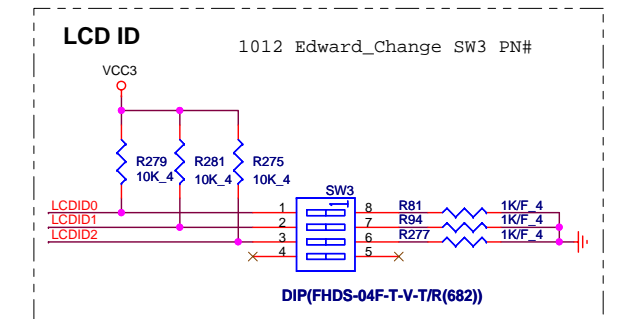 LCD ID
1012 Edward_Change SW3 PN#
VCC3
R279 R281 R275
10K_4 10K_4 10K_4
SW3
LCDID0 1 8 R81 1K/F_4
LCDID1 2 7 R94 1K/F_4
LCDID2 3 6 R277 1K/F_4
4 5
DIP(FHDS-04F-T-V-T/R(682))